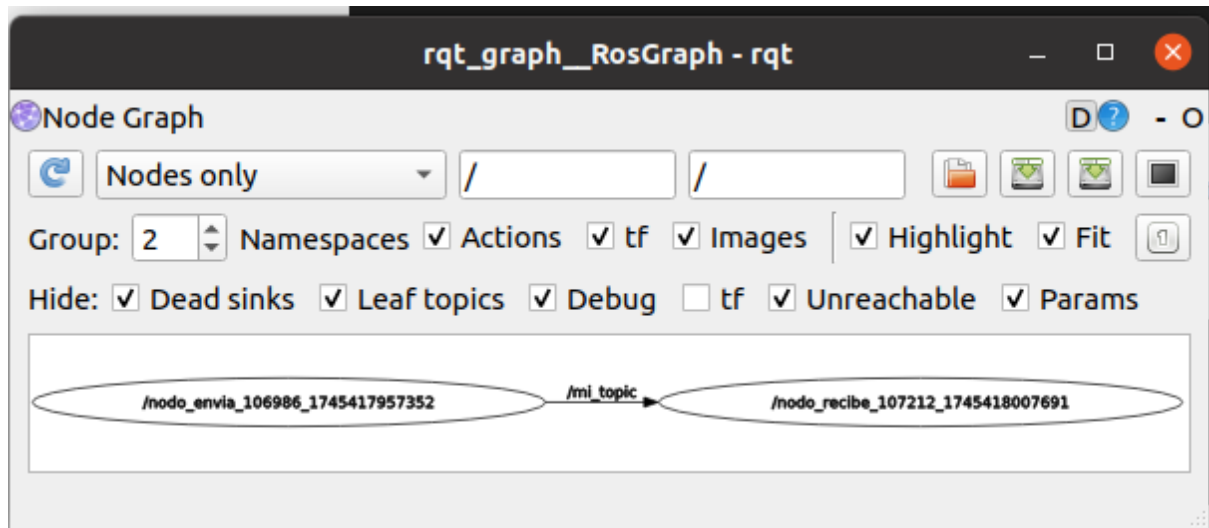 rqt_graph__RosGraph - rqt
Node Graph D ? - O
Nodes only / /
Group: 2 Namespaces Actions tf Images Highlight Fit
Hide: Dead sinks Leaf topics Debug tf Unreachable Params
/nodo_envia_106986_1745417957352 /mi_topic /nodo_recibe_107212_1745418007691